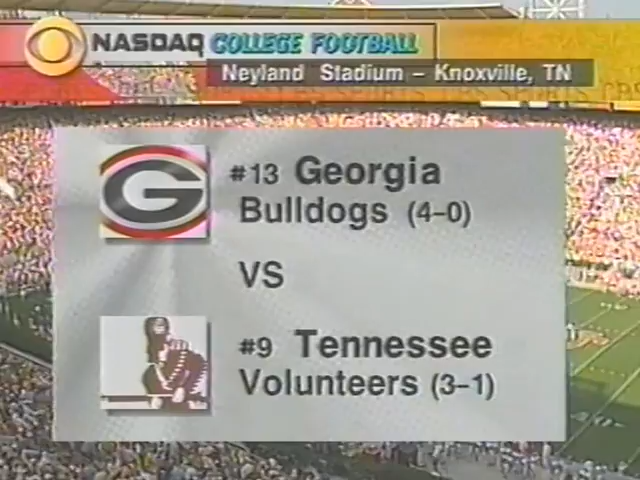 NASDAQ COLLEGE FOOTBALL
Neyland Stadium – Knoxville, TN
G
#13 Georgia
Bulldogs (4–0)
VS
#9 Tennessee
Volunteers (3–1)